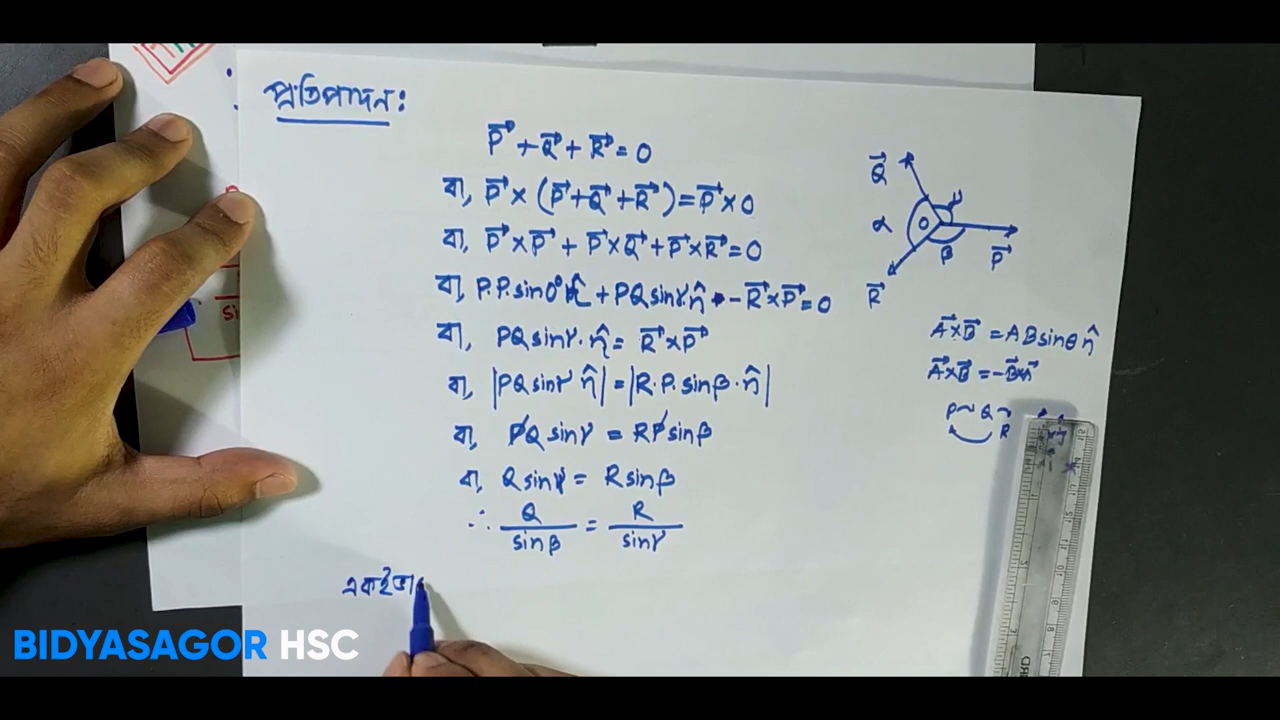 প্রতিপাদন:
P⃗ + Q⃗ + R⃗ = 0
বা, P⃗ × (P⃗ + Q⃗ + R⃗) = P⃗ × 0
বা, P⃗ × P⃗ + P⃗ × Q⃗ + P⃗ × R⃗ = 0
বা, P.P. sin0° n̂ + PQ sinγ. n̂ - R⃗ × P⃗ = 0
বা, PQ sinγ. n̂ = R⃗ × P⃗
বা, |PQ sinγ n̂| = |R.P. sinβ. n̂|
বা, PQ sinγ = RP sinβ
বা, Q sinγ = R sinβ
∴ Q/sinβ = R/sinγ
একইভা
Q⃗
γ
α O
β P⃗
R⃗
A⃗ × B⃗ = AB sinθ n̂
A⃗ × B⃗ = -B⃗ ×
P Q
R
sin
BIDYASAGOR HSC